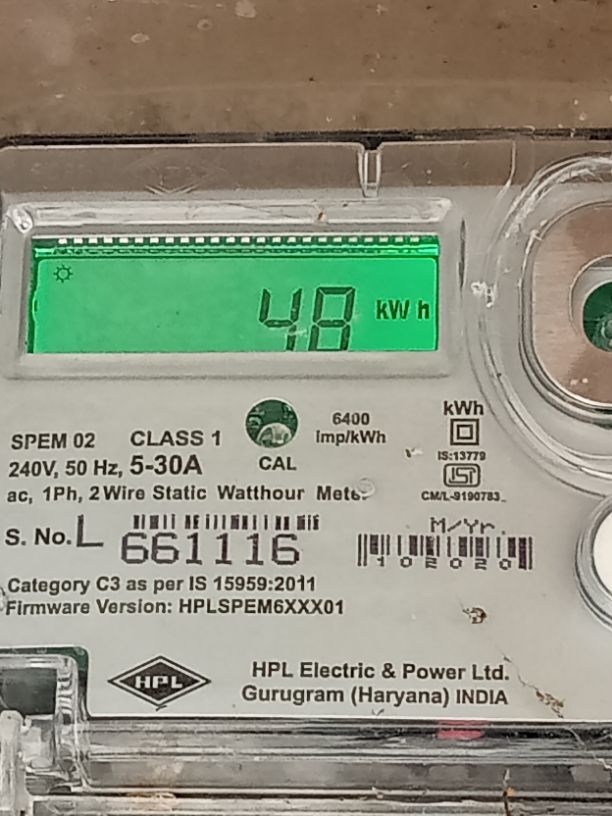 48 kWh
SPEM 02 CLASS 1
6400
imp/kWh
kWh
240V, 50 Hz, 5-30A
CAL
IS:13779
CM/L-9190783
ac, 1Ph, 2 Wire Static Watthour Meter
S. No. L 661116
M/Yr.
102020
Category C3 as per IS 15959:2011
Firmware Version: HPLSPEM6XXX01
HPL
HPL Electric & Power Ltd.
Gurugram (Haryana) INDIA